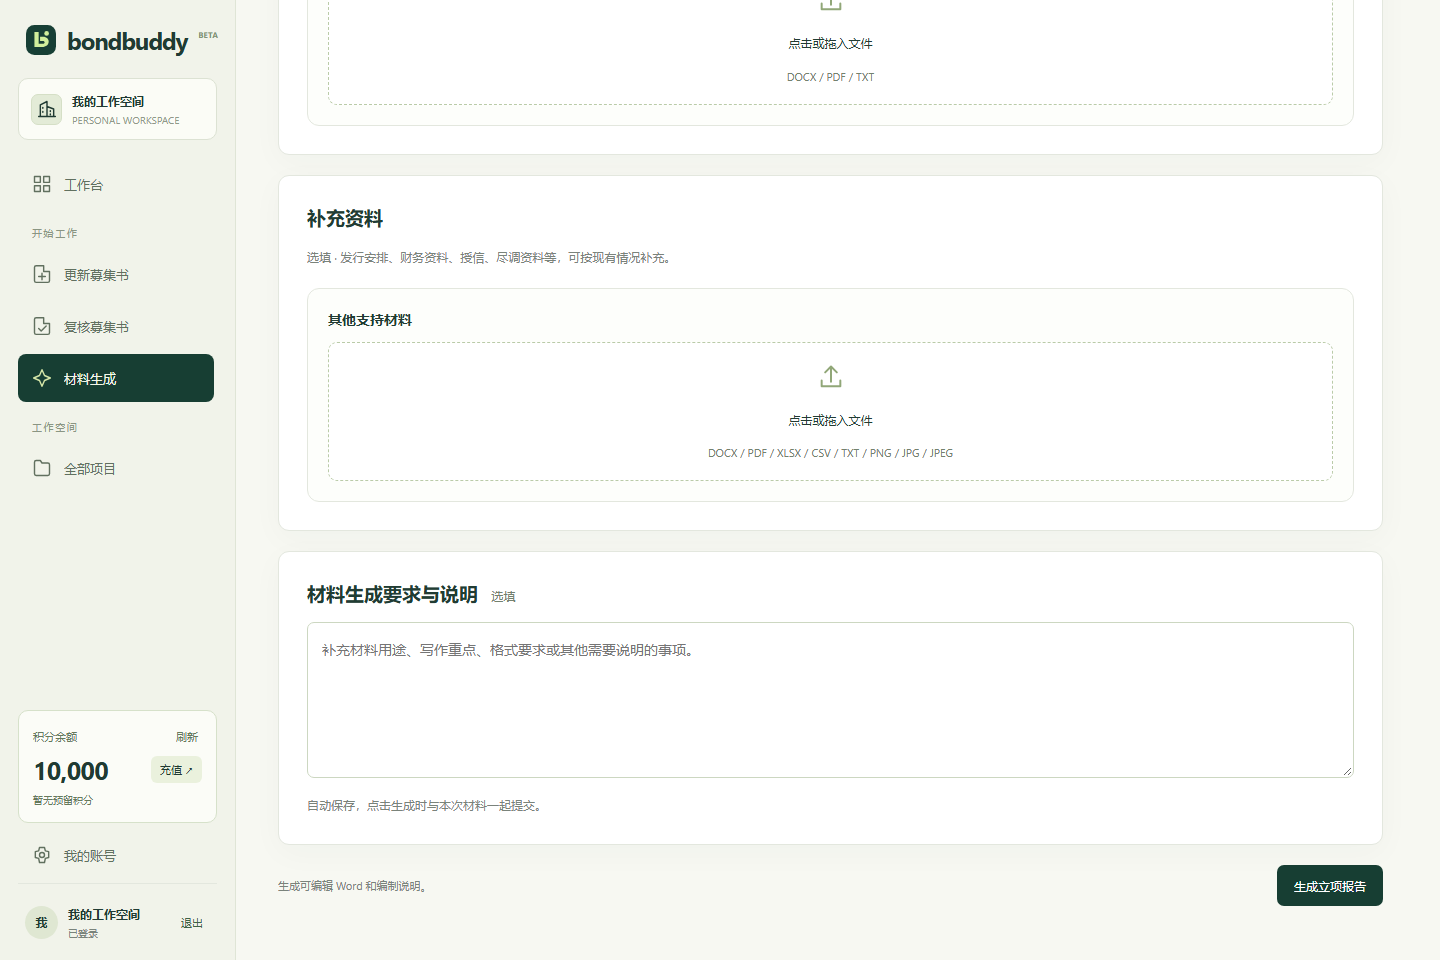 bondbuddy BETA
我的工作空间
PERSONAL WORKSPACE
工作台
开始工作
更新募集书
复核募集书
材料生成
工作空间
全部项目
积分余额 刷新
10,000 充值 ↗
暂无预留积分
我的账号
我 我的工作空间
已登录 退出
点击或拖入文件
DOCX / PDF / TXT
补充资料
选填 · 发行安排、财务资料、授信、尽调资料等，可按现有情况补充。
其他支持材料
点击或拖入文件
DOCX / PDF / XLSX / CSV / TXT / PNG / JPG / JPEG
材料生成要求与说明 选填
补充材料用途、写作重点、格式要求或其他需要说明的事项。
自动保存，点击生成时与本次材料一起提交。
生成可编辑 Word 和编制说明。
生成立项报告